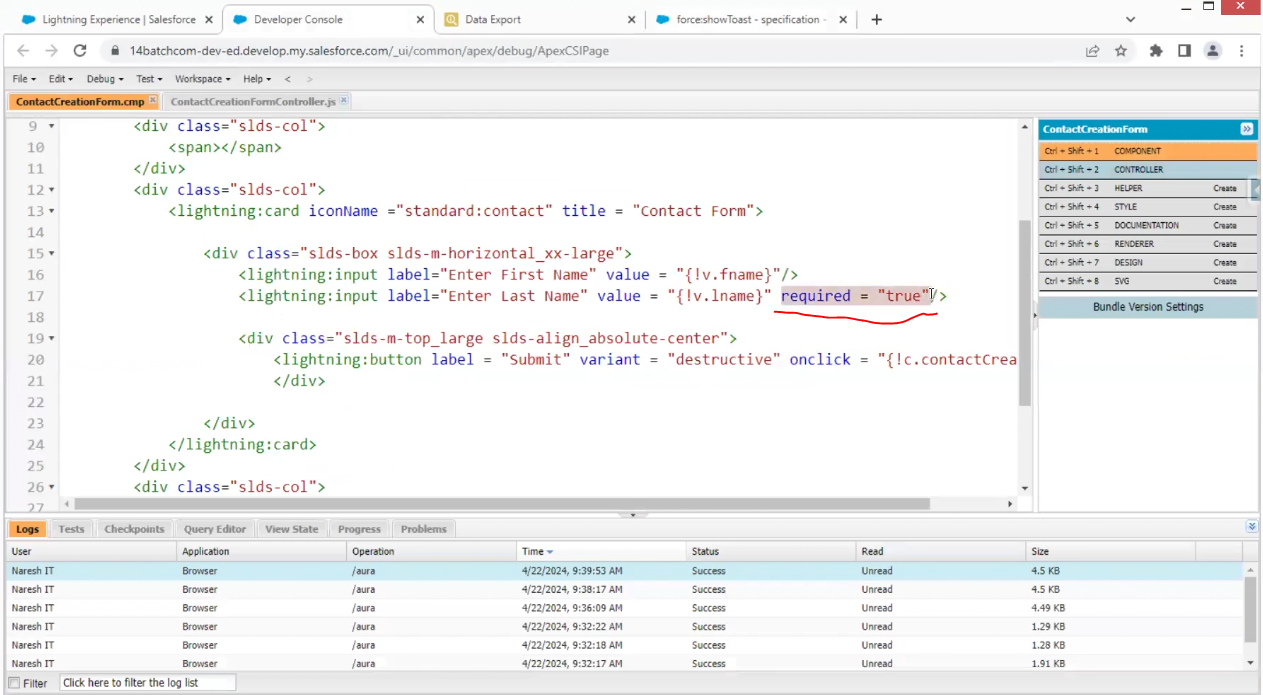 Lightning Experience | Salesforce
Developer Console
Data Export
force:showToast - specification -
14batchcom-dev-ed.develop.my.salesforce.com/_ui/common/apex/debug/ApexCSIPage
File Edit Debug Test Workspace Help < >
ContactCreationForm.cmp
ContactCreationFormController.js
9 <div class="slds-col">
10 <span></span>
11 </div>
12 <div class="slds-col">
13 <lightning:card iconName ="standard:contact" title = "Contact Form">
14
15 <div class="slds-box slds-m-horizontal_xx-large">
16 <lightning:input label="Enter First Name" value = "{!v.fname}"/>
17 <lightning:input label="Enter Last Name" value = "{!v.lname}" required = "true"/>
18
19 <div class="slds-m-top_large slds-align_absolute-center">
20 <lightning:button label = "Submit" variant = "destructive" onclick = "{!c.contactCrea
21 </div>
22
23 </div>
24 </lightning:card>
25 </div>
26 <div class="slds-col">
27
ContactCreationForm
Ctrl + Shift + 1 COMPONENT
Ctrl + Shift + 2 CONTROLLER
Ctrl + Shift + 3 HELPER Create
Ctrl + Shift + 4 STYLE Create
Ctrl + Shift + 5 DOCUMENTATION Create
Ctrl + Shift + 6 RENDERER Create
Ctrl + Shift + 7 DESIGN Create
Ctrl + Shift + 8 SVG Create
Bundle Version Settings
Logs Tests Checkpoints Query Editor View State Progress Problems
User Application Operation Time Status Read Size
Naresh IT Browser /aura 4/22/2024, 9:39:53 AM Success Unread 4.5 KB
Naresh IT Browser /aura 4/22/2024, 9:38:17 AM Success Unread 4.5 KB
Naresh IT Browser /aura 4/22/2024, 9:36:09 AM Success Unread 4.49 KB
Naresh IT Browser /aura 4/22/2024, 9:32:22 AM Success Unread 1.29 KB
Naresh IT Browser /aura 4/22/2024, 9:32:18 AM Success Unread 1.28 KB
Naresh IT Browser /aura 4/22/2024, 9:32:17 AM Success Unread 1.91 KB
Filter Click here to filter the log list